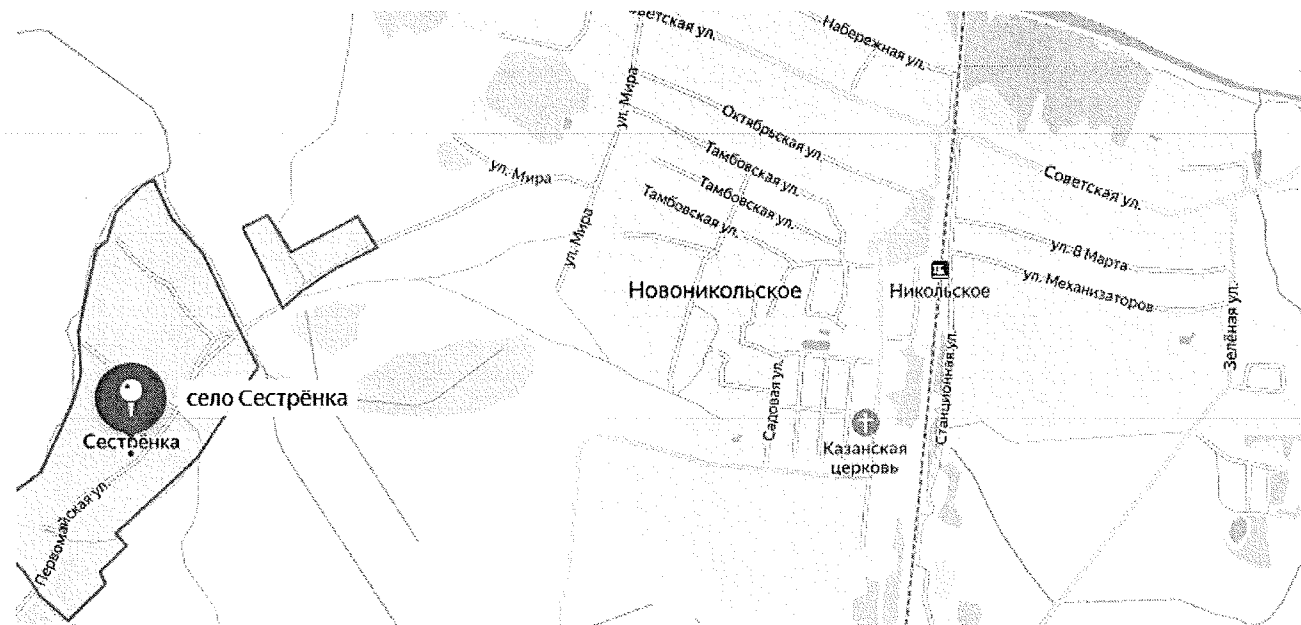 Советская ул.
Набережная ул.
ул. Мира
Октябрьская ул.
Тамбовская ул.
ул. Мира
Тамбовская ул.
Советская ул.
Тамбовская ул.
ул. Мира
ул. 8 Марта
Новоникольское
Никольское
ул. Механизаторов
Зелёная ул.
Станционная ул.
село Сестрёнка
Садовая ул.
Сестрёнка
Казанская
церковь
Первомайская ул.